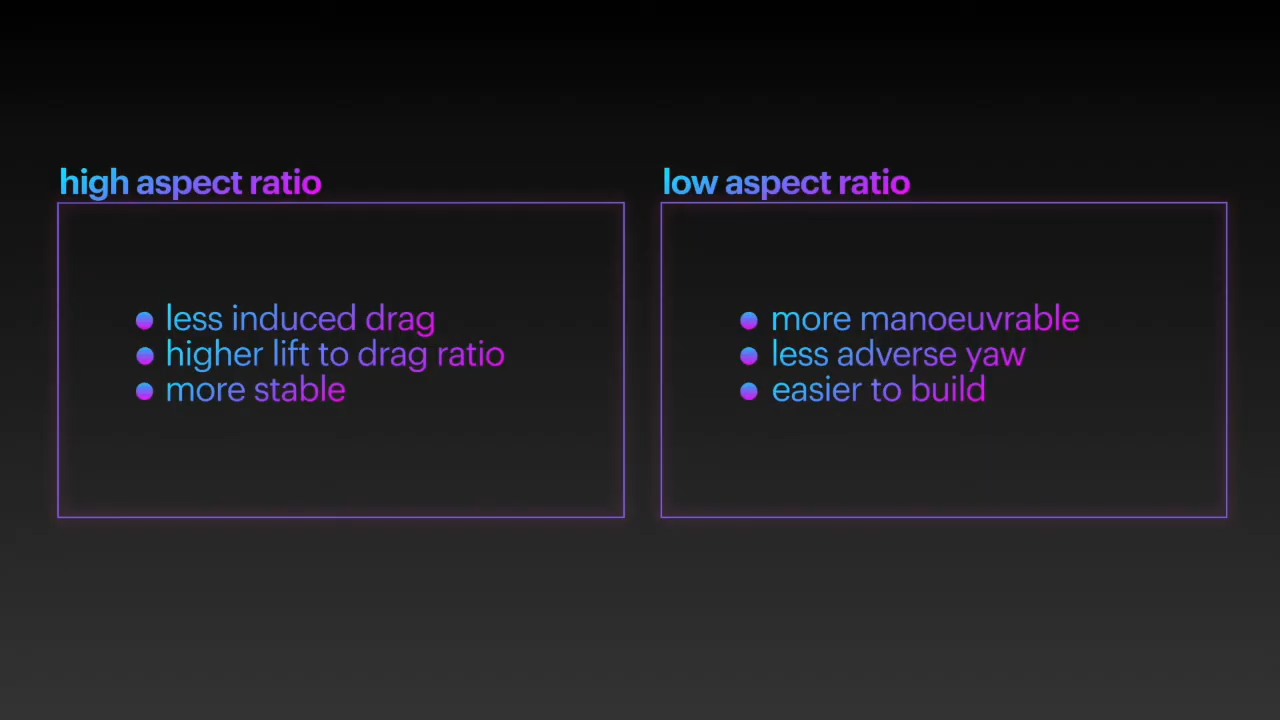 high aspect ratio
• less induced drag
• higher lift to drag ratio
• more stable
low aspect ratio
• more manoeuvrable
• less adverse yaw
• easier to build